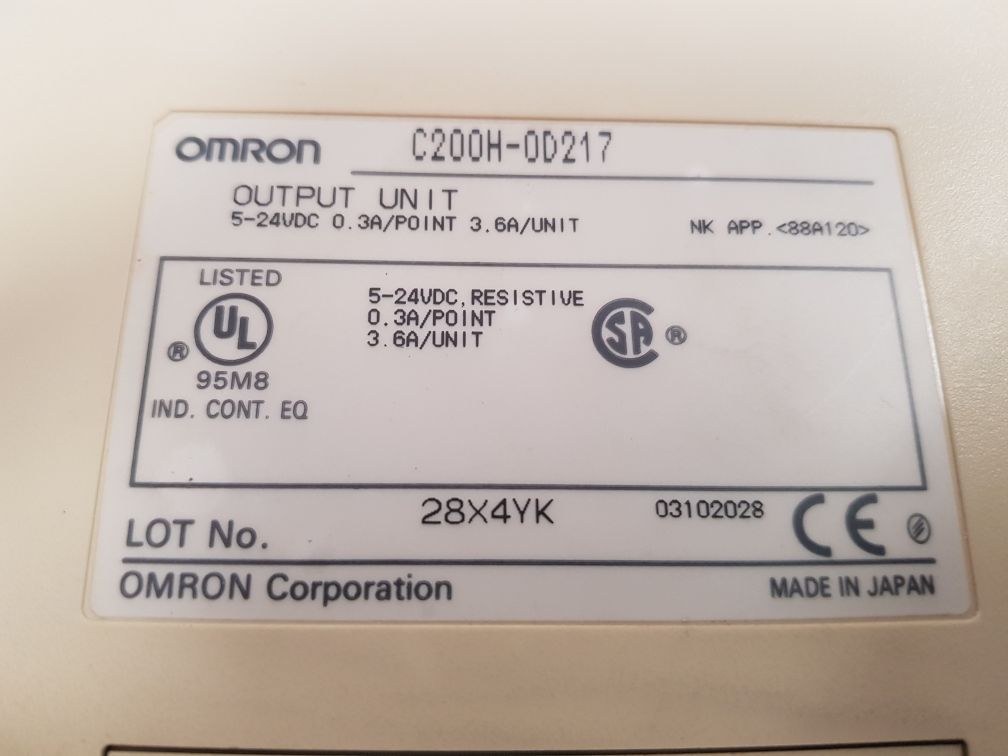 OMRON C200H-OD217
OUTPUT UNIT
5-24VDC 0.3A/POINT 3.6A/UNIT NK APP.<88A120>
LISTED
UL
®
95M8
IND. CONT. EQ
5-24VDC, RESISTIVE
0.3A/POINT
3.6A/UNIT
SA ®
LOT No. 28X4YK 03102028 CE
OMRON Corporation MADE IN JAPAN